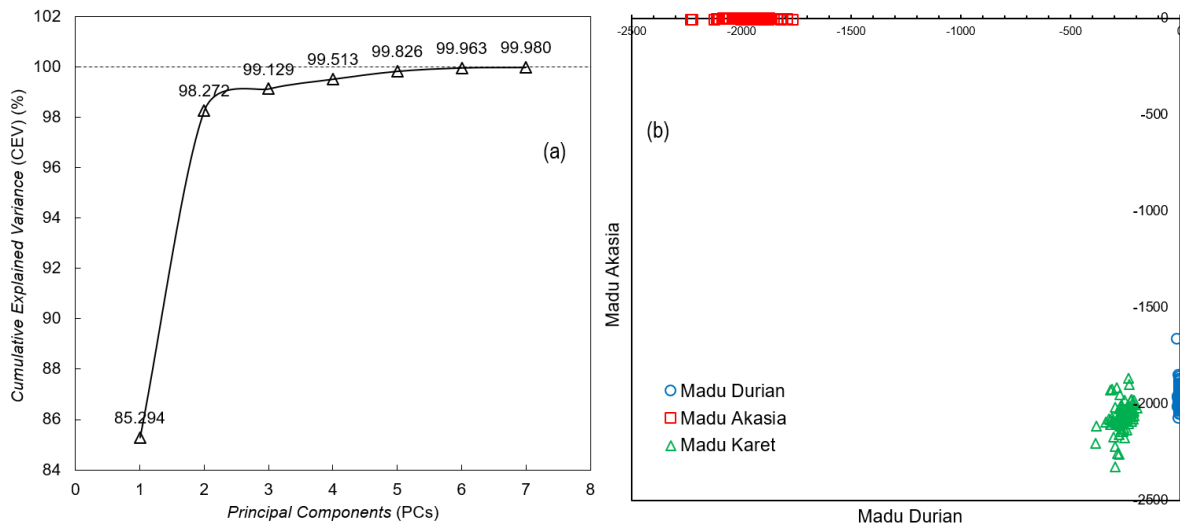 102
100
98
96
94
92
90
88
86
84
Cumulative Explained Variance (CEV) (%)
85.294
98.272
99.129
99.513
99.826
99.963
99.980
(a)
0 1 2 3 4 5 6 7 8
Principal Components (PCs)
-2500 -2000 -1500 -1000 -500 0
-500
-1000
-1500
-2000
-2500
(b)
Madu Akasia
Madu Durian
Madu Akasia
Madu Karet
Madu Durian